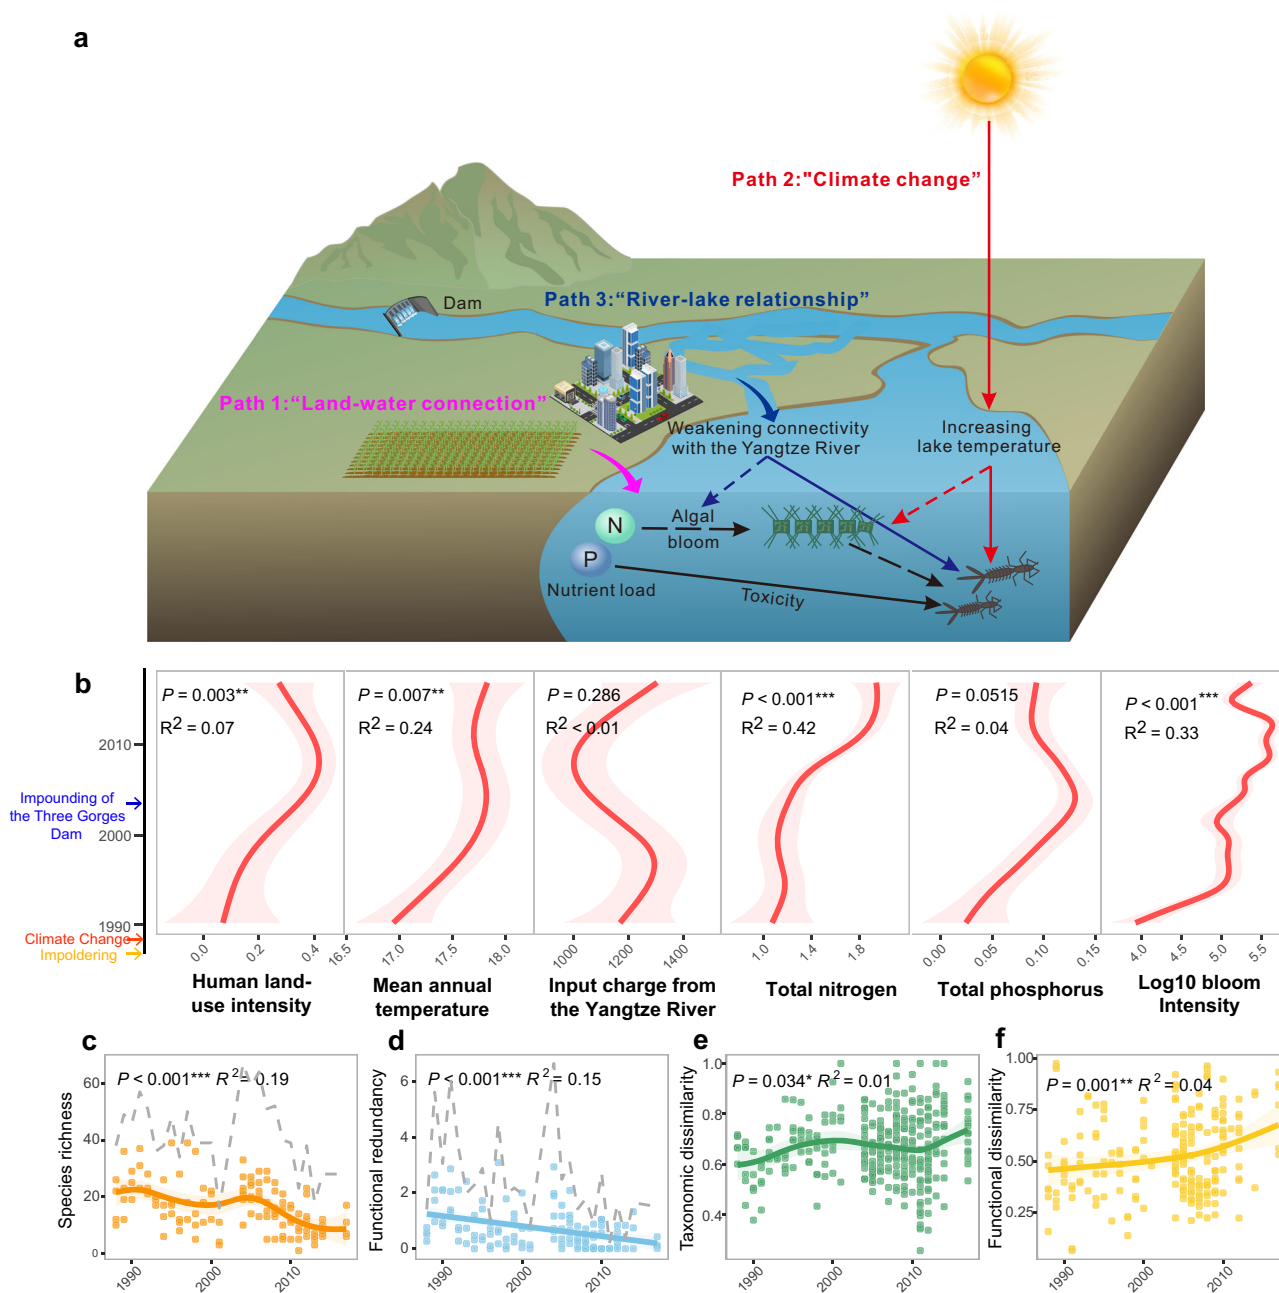 a
Path 2:"Climate change”
Dam
Path 3:“River-lake relationship”
Path 1:“Land-water connection”
Weakening connectivity
with the Yangtze River
Increasing
lake temperature
N
Algal
bloom
P
Nutrient load
Toxicity
b
P = 0.003**
R2 = 0.07
P = 0.007**
R2 = 0.24
P = 0.286
R2 < 0.01
P < 0.001***
R2 = 0.42
P = 0.0515
R2 = 0.04
P < 0.001***
R2 = 0.33
2010
Impounding of
the Three Gorges
Dam
2000
1990
Climate Change
Impoldering
0.0 0.2 0.4
16.5 17.0 17.5 18.0
1000 1200 1400
1.0 1.4 1.8
0.00 0.05 0.10 0.15
4.0 4.5 5.0 5.5
Human land-
use intensity
Mean annual
temperature
Input charge from
the Yangtze River
Total nitrogen
Total phosphorus
Log10 bloom
Intensity
c
P < 0.001*** R2 = 0.19
Species richness
60
40
20
0
1990 2000 2010
d
P < 0.001*** R2 = 0.15
Functional redundancy
6
4
2
0
1990 2000 2010
e
P = 0.034* R2 = 0.01
Taxonomic dissimilarity
1.0
0.8
0.6
0.4
1990 2000 2010
f
P = 0.001** R2 = 0.04
Functional dissimilarity
1.00
0.75
0.50
0.25
1990 2000 2010